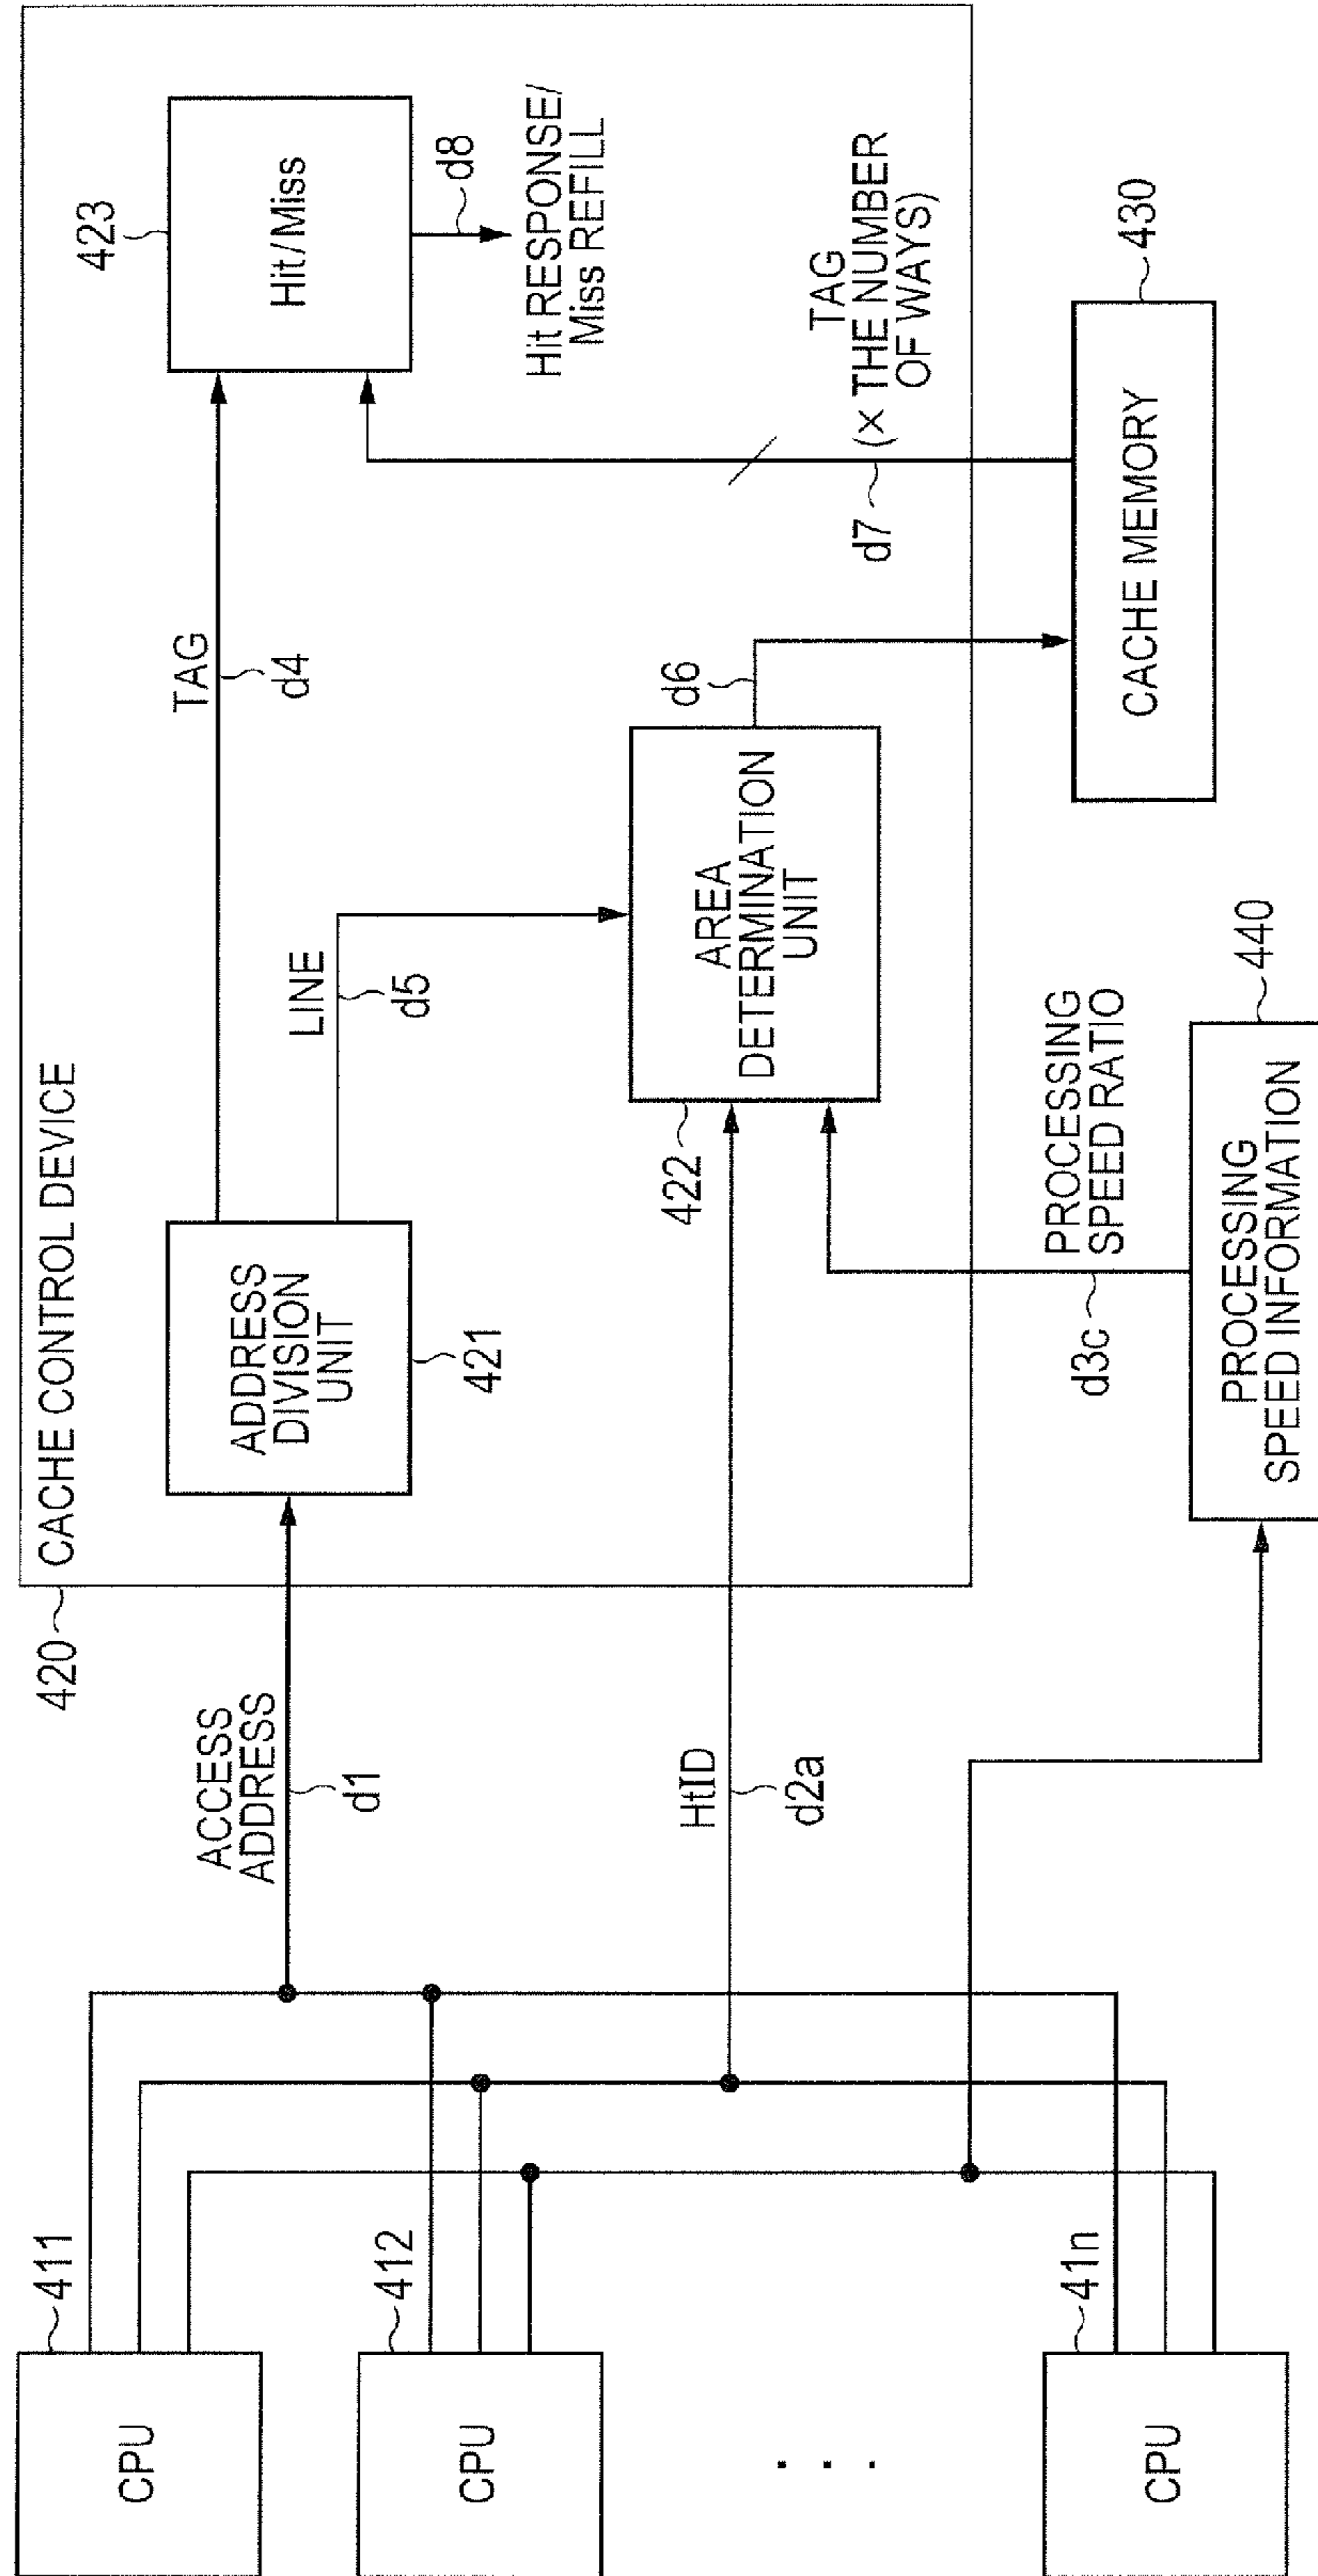 420 CACHE CONTROL DEVICE
423
Hit/Miss
d8
Hit RESPONSE/
Miss REFILL
TAG
d4
LINE
d5
ADDRESS
DIVISION
UNIT
421
ACCESS
ADDRESS
d1
AREA
DETERMINATION
UNIT
422
d6
TAG
(× THE NUMBER
OF WAYS)
d7
HtID
d2a
CACHE MEMORY
430
PROCESSING
SPEED RATIO
d3c
PROCESSING
SPEED INFORMATION
440
CPU
411
CPU
412
. . .
CPU
41n